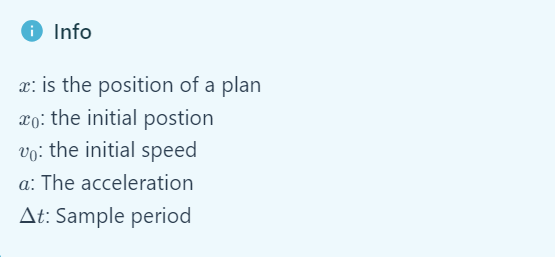 Info
x: is the position of a plan
x₀: the initial postion
v₀: the initial speed
a: The acceleration
Δt: Sample period